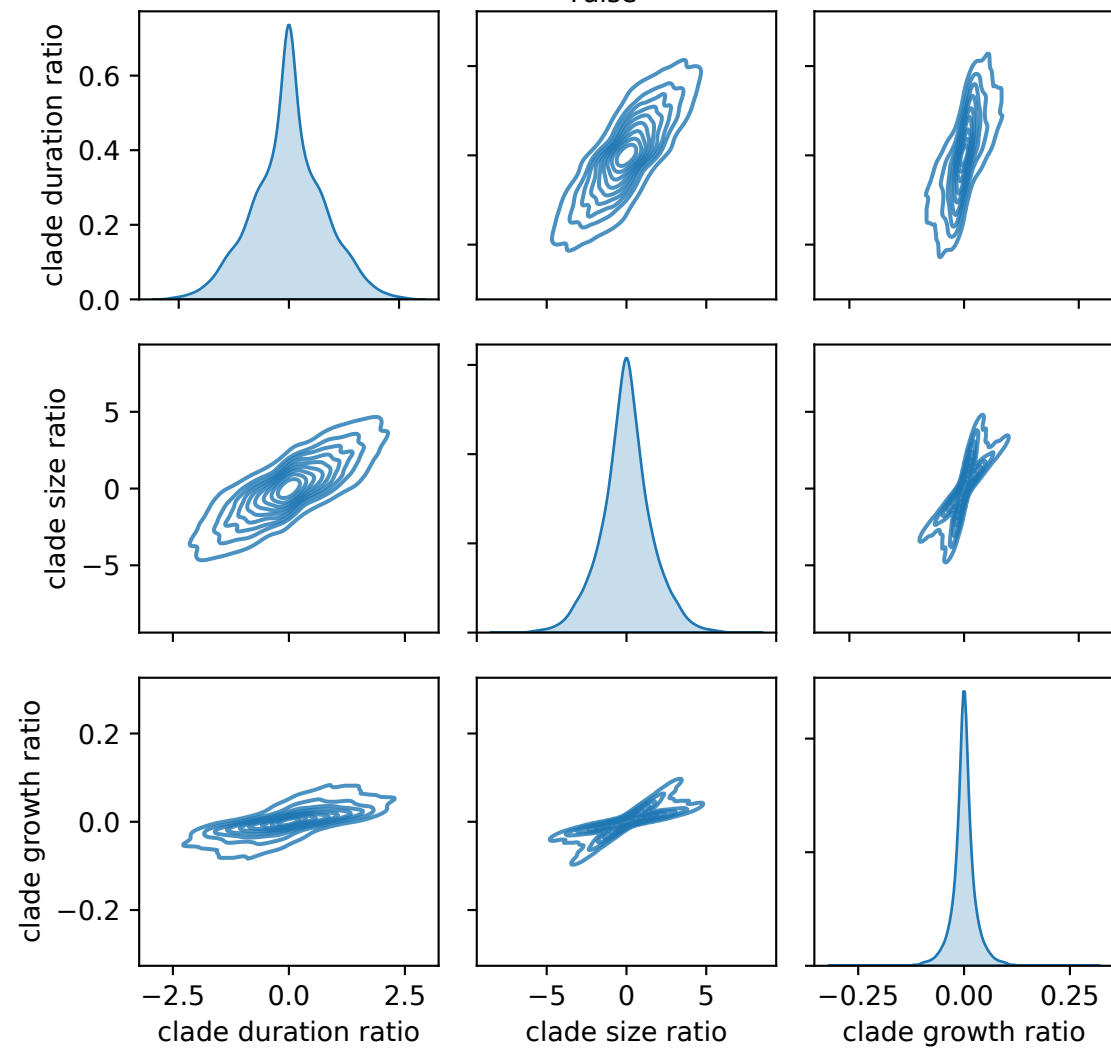 clade duration ratio
0.6
0.4
0.2
0.0
clade size ratio
5
0
−5
clade growth ratio
0.2
0.0
−0.2
−2.5 0.0 2.5
−5 0 5
−0.25 0.00 0.25
clade duration ratio
clade size ratio
clade growth ratio